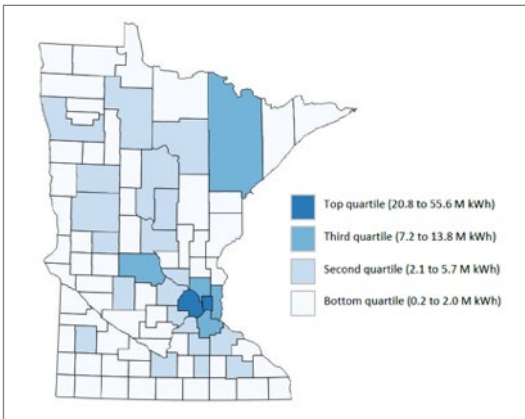 Top quartile (20.8 to 55.6 M kWh)
Third quartile (7.2 to 13.8 M kWh)
Second quartile (2.1 to 5.7 M kWh)
Bottom quartile (0.2 to 2.0 M kWh)